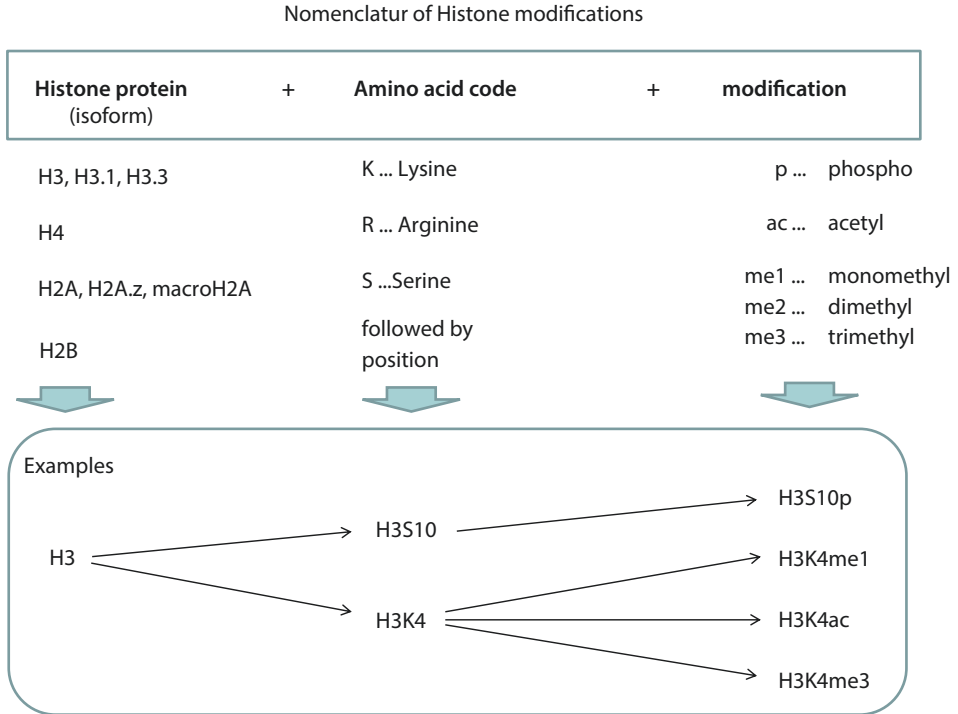 Nomenclatur of Histone modifications
Histone protein + Amino acid code + modification
(isoform)
H3, H3.1, H3.3
H4
H2A, H2A.z, macroH2A
H2B
K ... Lysine
R ... Arginine
S ...Serine
followed by
position
p ... phospho
ac ... acetyl
me1 ... monomethyl
me2 ... dimethyl
me3 ... trimethyl
Examples
H3
H3S10
H3K4
H3S10p
H3K4me1
H3K4ac
H3K4me3